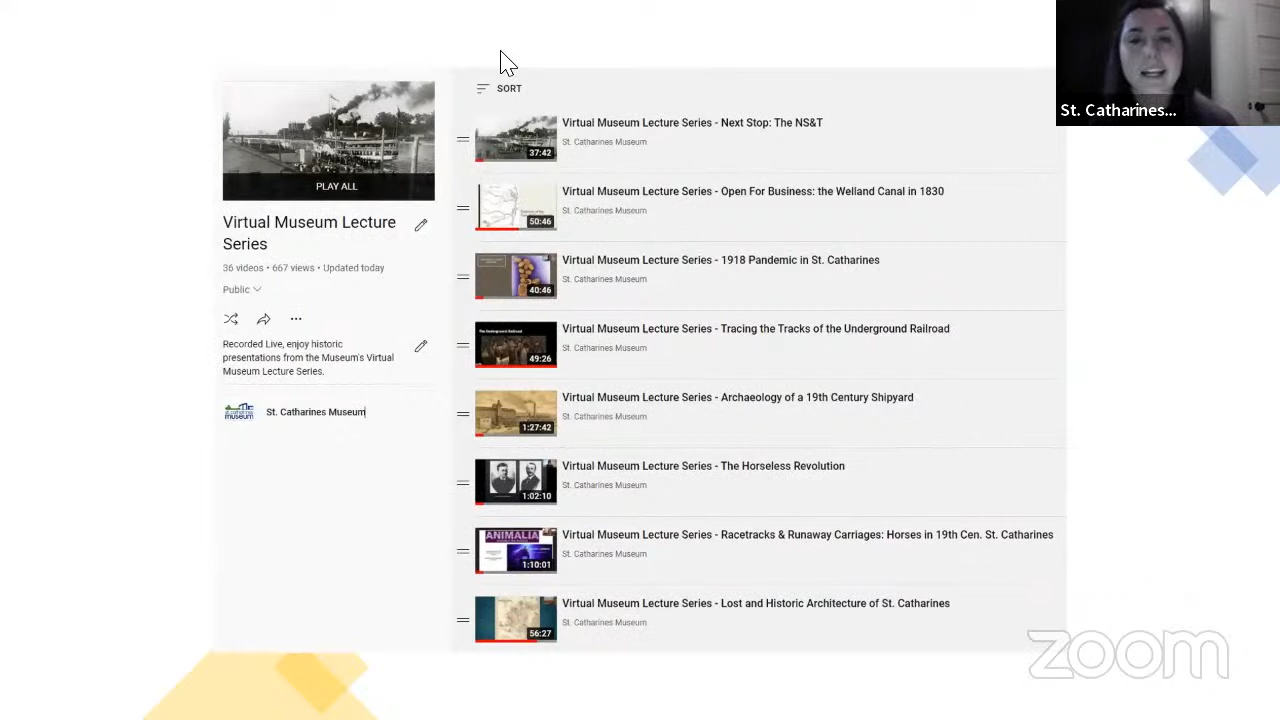 SORT
PLAY ALL
Virtual Museum Lecture
Series
36 videos • 667 views • Updated today
Public
Recorded Live, enjoy historic
presentations from the Museum's Virtual
Museum Lecture Series.
st.catharines
museum
St. Catharines Museum
37:42
Virtual Museum Lecture Series - Next Stop: The NS&T
St. Catharines Museum
50:46
Virtual Museum Lecture Series - Open For Business: the Welland Canal in 1830
St. Catharines Museum
40:46
Virtual Museum Lecture Series - 1918 Pandemic in St. Catharines
St. Catharines Museum
The Underground Railroad
49:26
Virtual Museum Lecture Series - Tracing the Tracks of the Underground Railroad
St. Catharines Museum
1:27:42
Virtual Museum Lecture Series - Archaeology of a 19th Century Shipyard
St. Catharines Museum
1:02:10
Virtual Museum Lecture Series - The Horseless Revolution
St. Catharines Museum
ANIMALIA
1:10:01
Virtual Museum Lecture Series - Racetracks & Runaway Carriages: Horses in 19th Cen. St. Catharines
St. Catharines Museum
56:27
Virtual Museum Lecture Series - Lost and Historic Architecture of St. Catharines
St. Catharines Museum
St. Catharines...
zoom